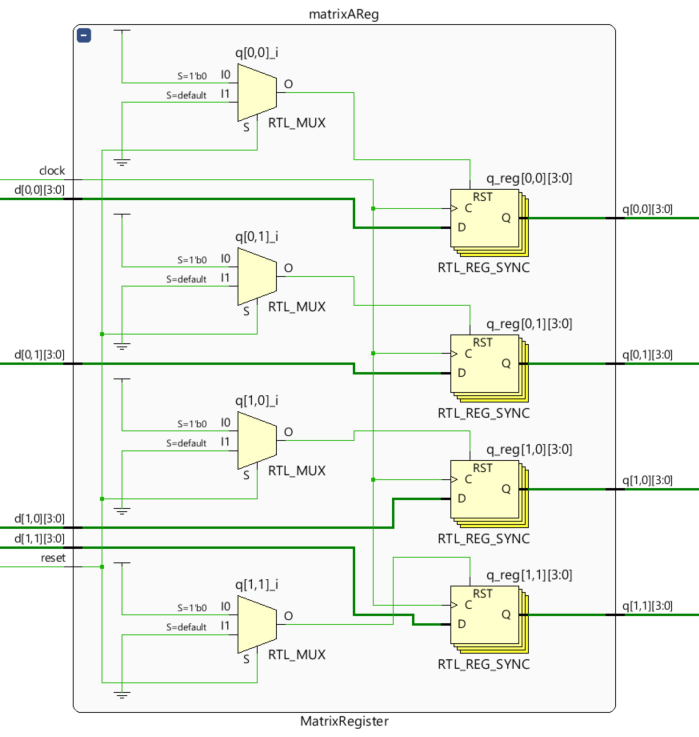 matrixAReg
q[0,0]_i
S=1'b0 I0
S=default I1
O
S
RTL_MUX
clock
d[0,0][3:0]
q_reg[0,0][3:0]
RST
C
D
Q
RTL_REG_SYNC
q[0,0][3:0]
q[0,1]_i
S=1'b0 I0
S=default I1
O
S
RTL_MUX
d[0,1][3:0]
q_reg[0,1][3:0]
RST
C
D
Q
RTL_REG_SYNC
q[0,1][3:0]
q[1,0]_i
S=1'b0 I0
S=default I1
O
S
RTL_MUX
d[1,0][3:0]
q_reg[1,0][3:0]
RST
C
D
Q
RTL_REG_SYNC
q[1,0][3:0]
d[1,1][3:0]
reset
q[1,1]_i
S=1'b0 I0
S=default I1
O
S
RTL_MUX
q_reg[1,1][3:0]
RST
C
D
Q
RTL_REG_SYNC
q[1,1][3:0]
MatrixRegister